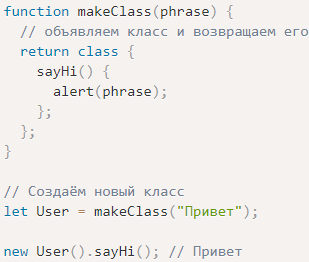 function makeClass(phrase) {
  // объявляем класс и возвращаем его
  return class {
    sayHi() {
      alert(phrase);
    };
  };
}

// Создаём новый класс
let User = makeClass("Привет");

new User().sayHi(); // Привет